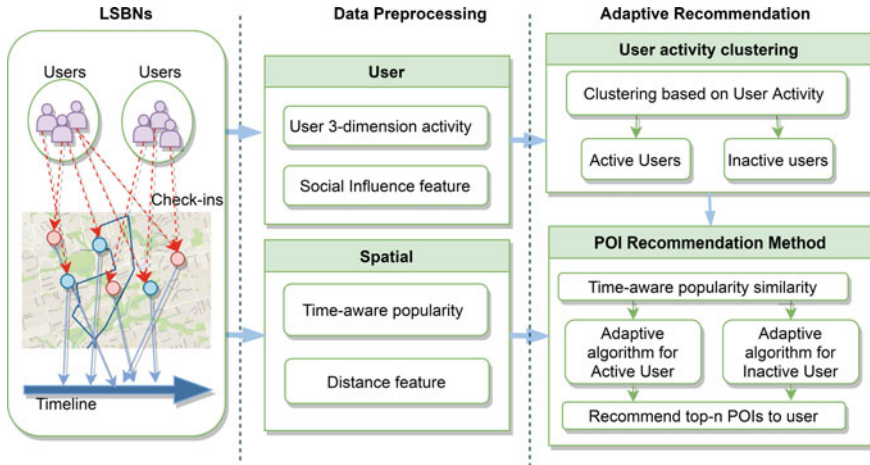 LSBNs
Users
Users
Check-ins
Timeline
Data Preprocessing
User
User 3-dimension activity
Social Influence feature
Spatial
Time-aware popularity
Distance feature
Adaptive Recommendation
User activity clustering
Clustering based on User Activity
Active Users
Inactive users
POI Recommendation Method
Time-aware popularity similarity
Adaptive
algorithm for
Active User
Adaptive
algorithm for
Inactive User
Recommend top-n POIs to user